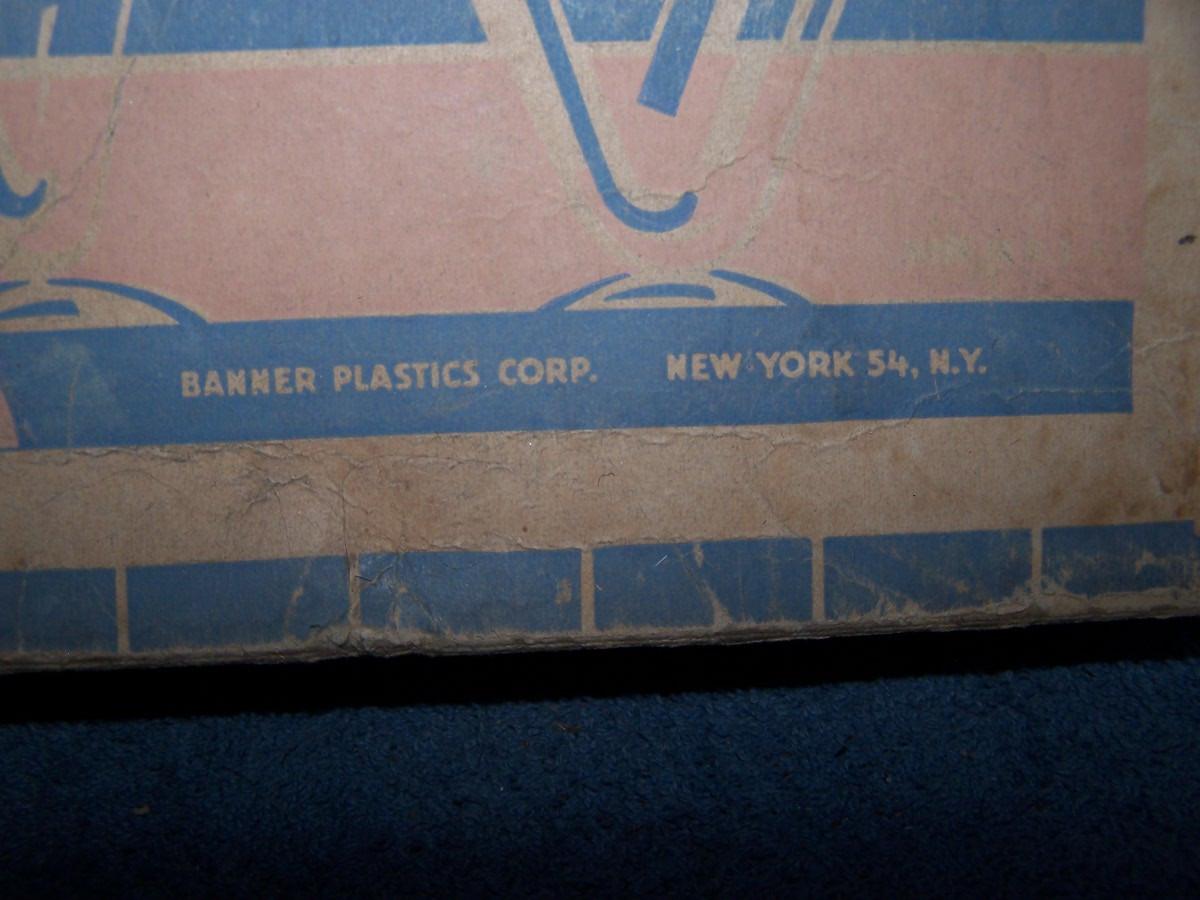 BANNER PLASTICS CORP. NEW YORK 54, N.Y.